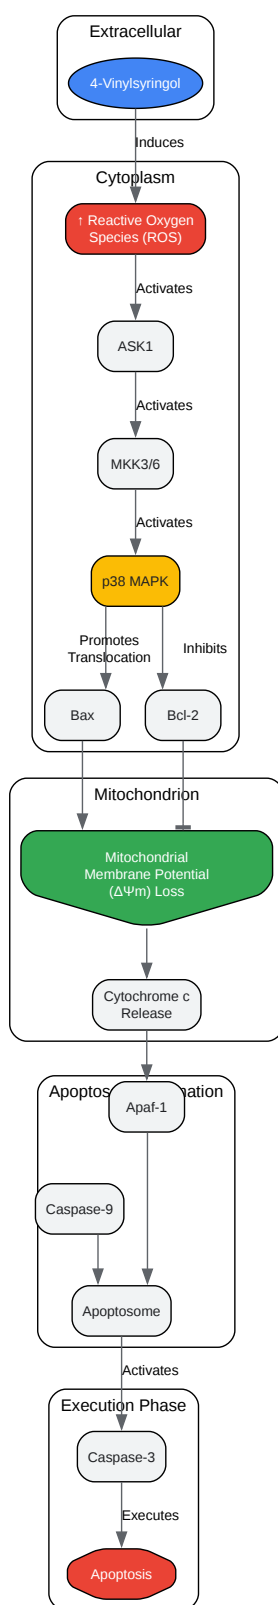 Extracellular
4-Vinylsyringol
Induces
Cytoplasm
↑ Reactive Oxygen
Species (ROS)
Activates
ASK1
Activates
MKK3/6
Activates
p38 MAPK
Promotes
Translocation
Inhibits
Bax
Bcl-2
Mitochondrion
Mitochondrial
Membrane Potential
(ΔΨm) Loss
Cytochrome c
Release
Apaf-1
Caspase-9
Apoptosome
Activates
Execution Phase
Caspase-3
Executes
Apoptosis